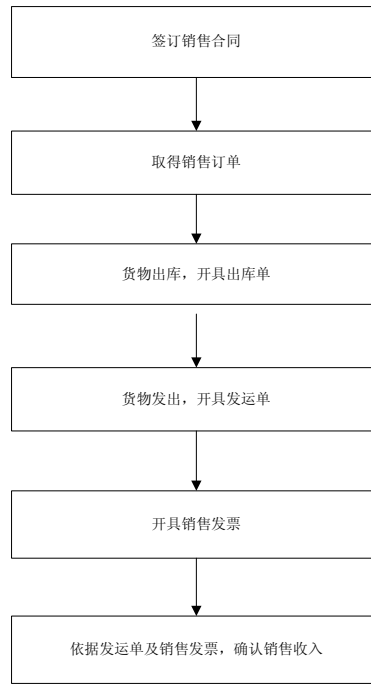 签订销售合同
取得销售订单
货物出库，开具出库单
货物发出，开具发运单
开具销售发票
依据发运单及销售发票，确认销售收入